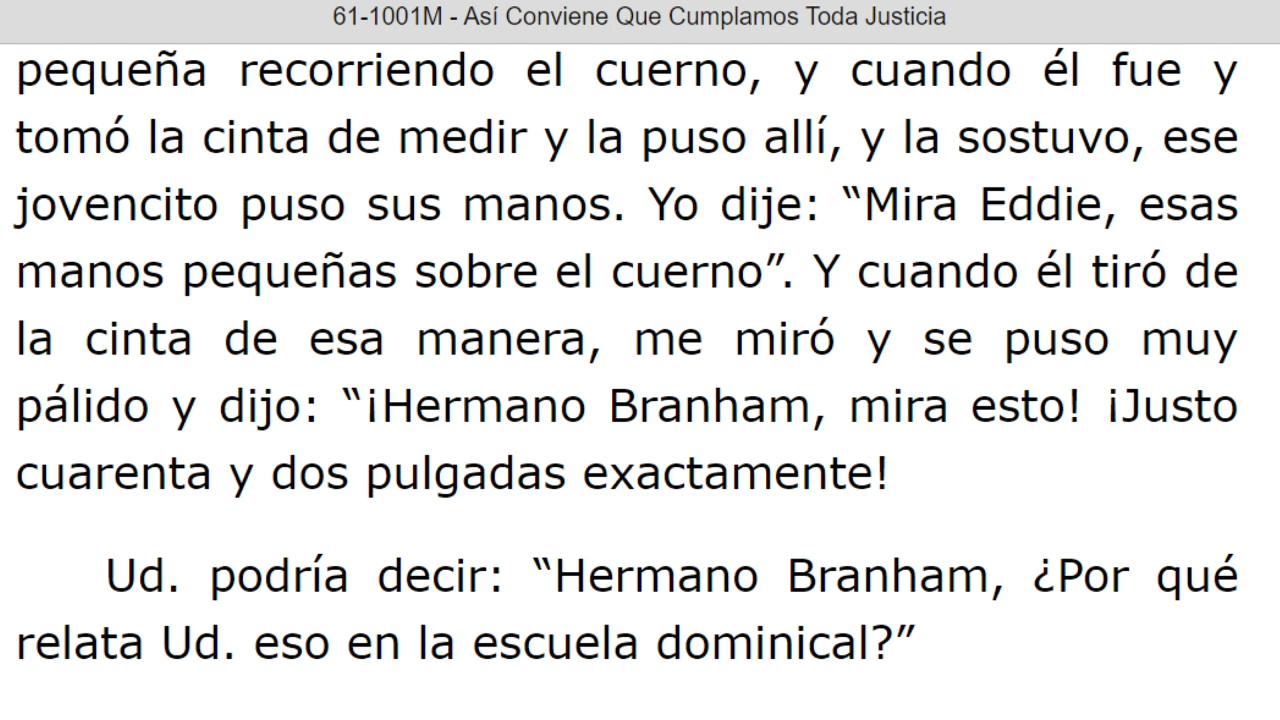 61-1001M - Así Conviene Que Cumplamos Toda Justicia
pequeña recorriendo el cuerno, y cuando él fue y
tomó la cinta de medir y la puso allí, y la sostuvo, ese
jovencito puso sus manos. Yo dije: “Mira Eddie, esas
manos pequeñas sobre el cuerno”. Y cuando él tiró de
la cinta de esa manera, me miró y se puso muy
pálido y dijo: “¡Hermano Branham, mira esto! ¡Justo
cuarenta y dos pulgadas exactamente!
Ud. podría decir: “Hermano Branham, ¿Por qué
relata Ud. eso en la escuela dominical?”